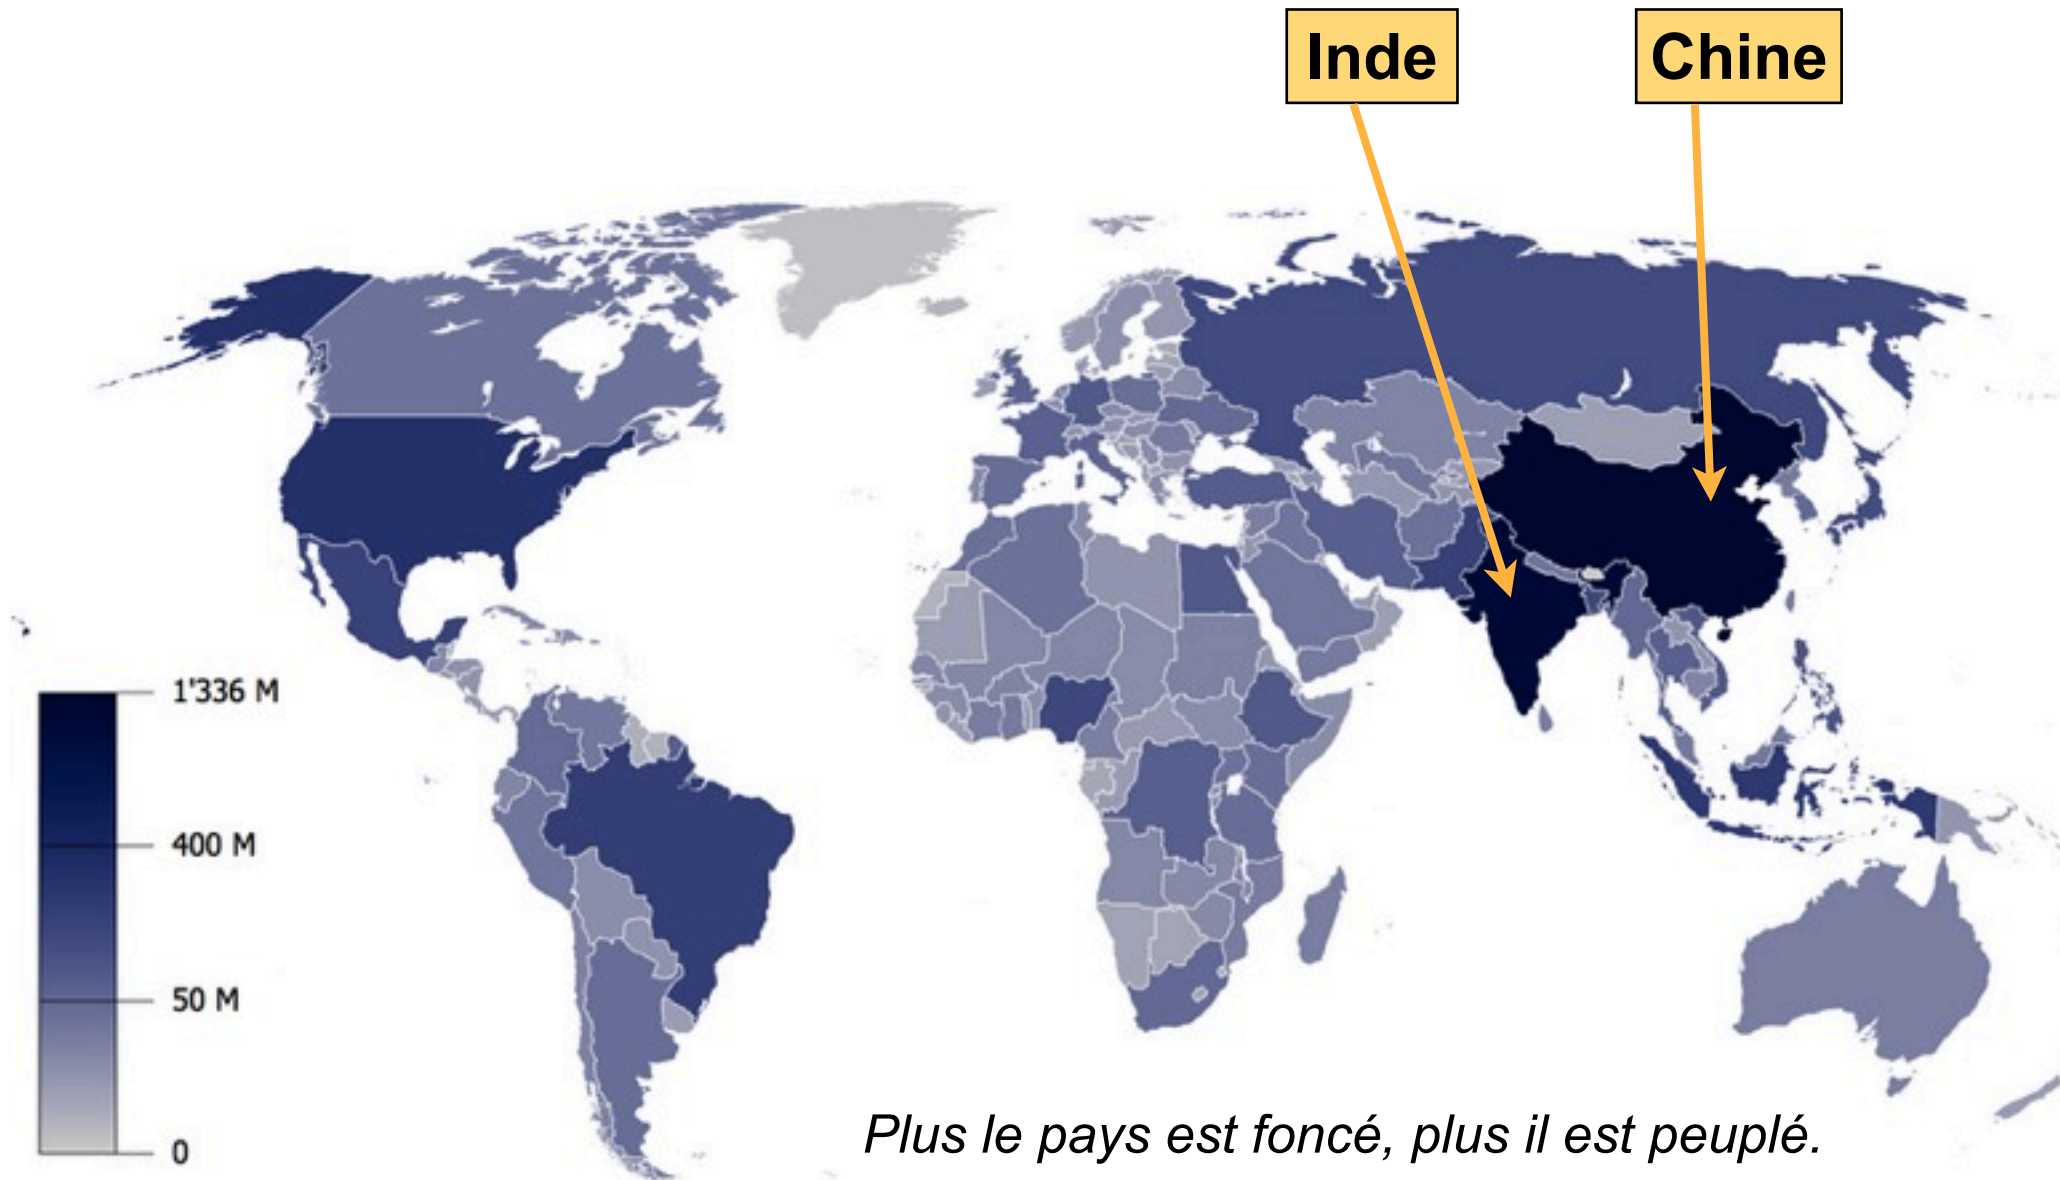 Inde
Chine
1'336 M
400 M
50 M
0
Plus le pays est foncé, plus il est peuplé.